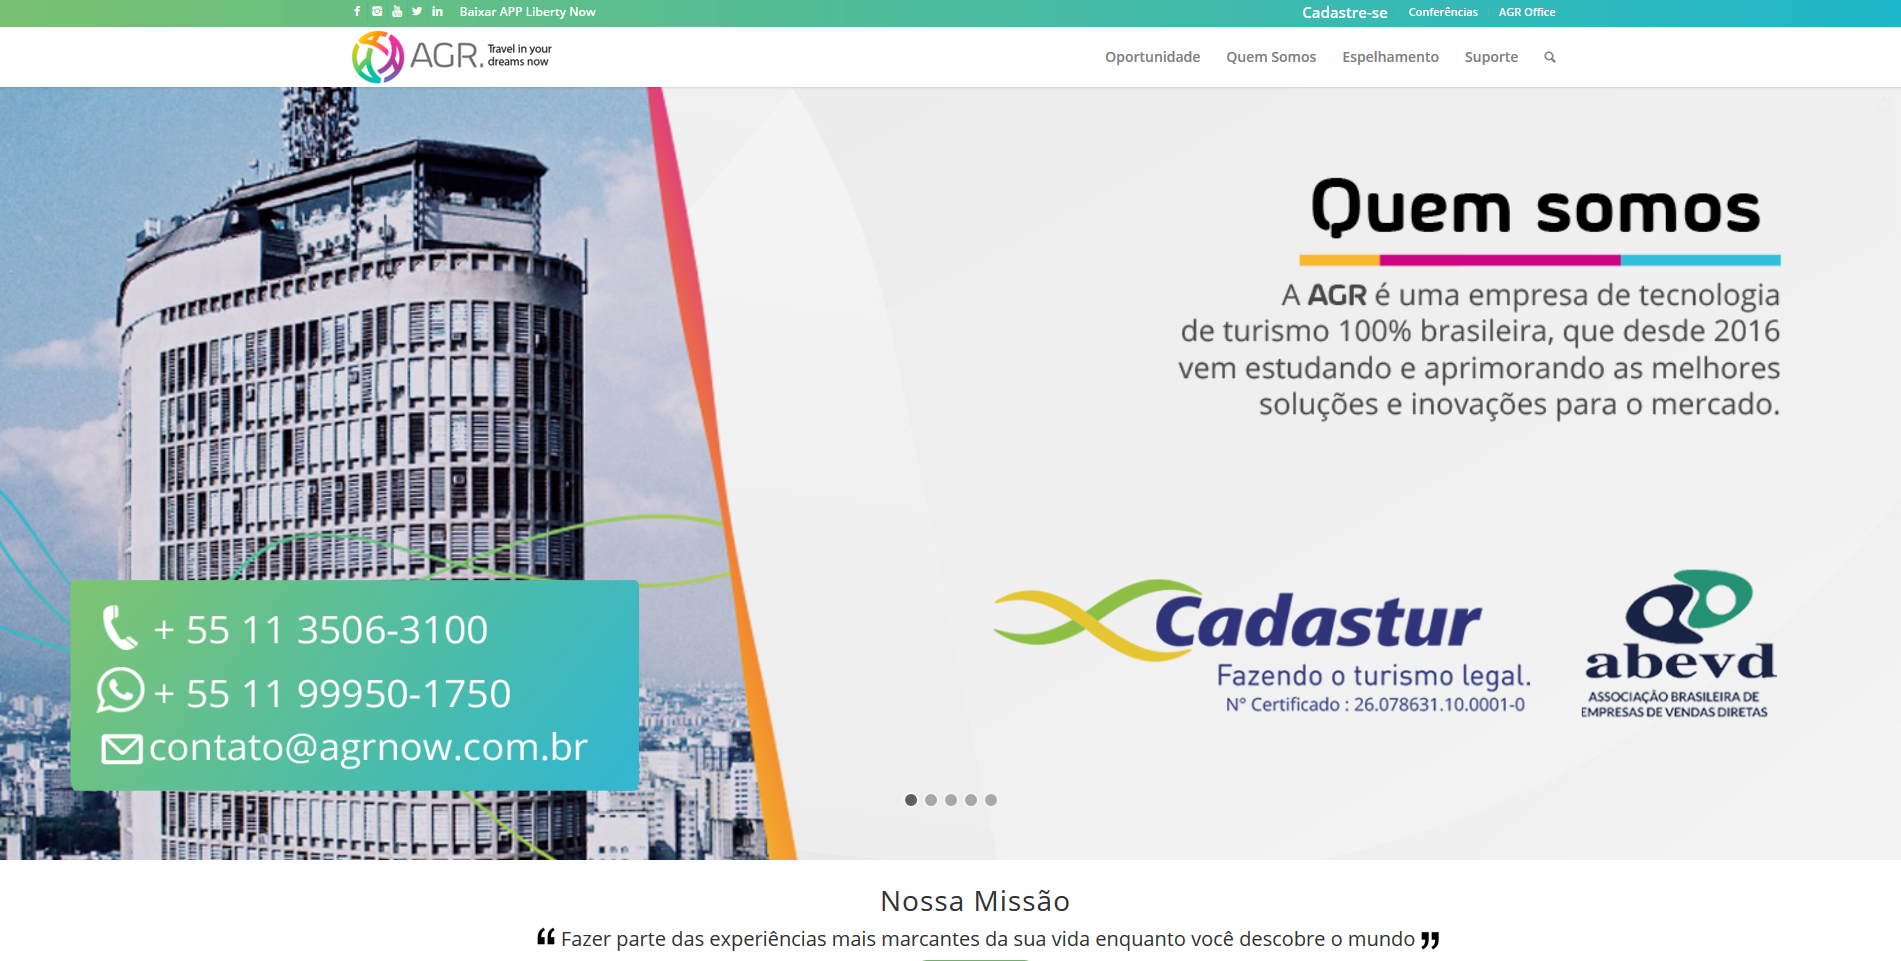 Baixar APP Liberty Now
Cadastre-se
Conferências
AGR Office
AGR. Travel in your
dreams now
Oportunidade
Quem Somos
Espelhamento
Suporte
Quem somos
A AGR é uma empresa de tecnologia
de turismo 100% brasileira, que desde 2016
vem estudando e aprimorando as melhores
soluções e inovações para o mercado.
+ 55 11 3506-3100
+ 55 11 99950-1750
contato@agrnow.com.br
Cadastur
Fazendo o turismo legal.
N° Certificado : 26.078631.10.0001-0
abevd
ASSOCIAÇÃO BRASILEIRA DE
EMPRESAS DE VENDAS DIRETAS
Nossa Missão
❝ Fazer parte das experiências mais marcantes da sua vida enquanto você descobre o mundo ❞